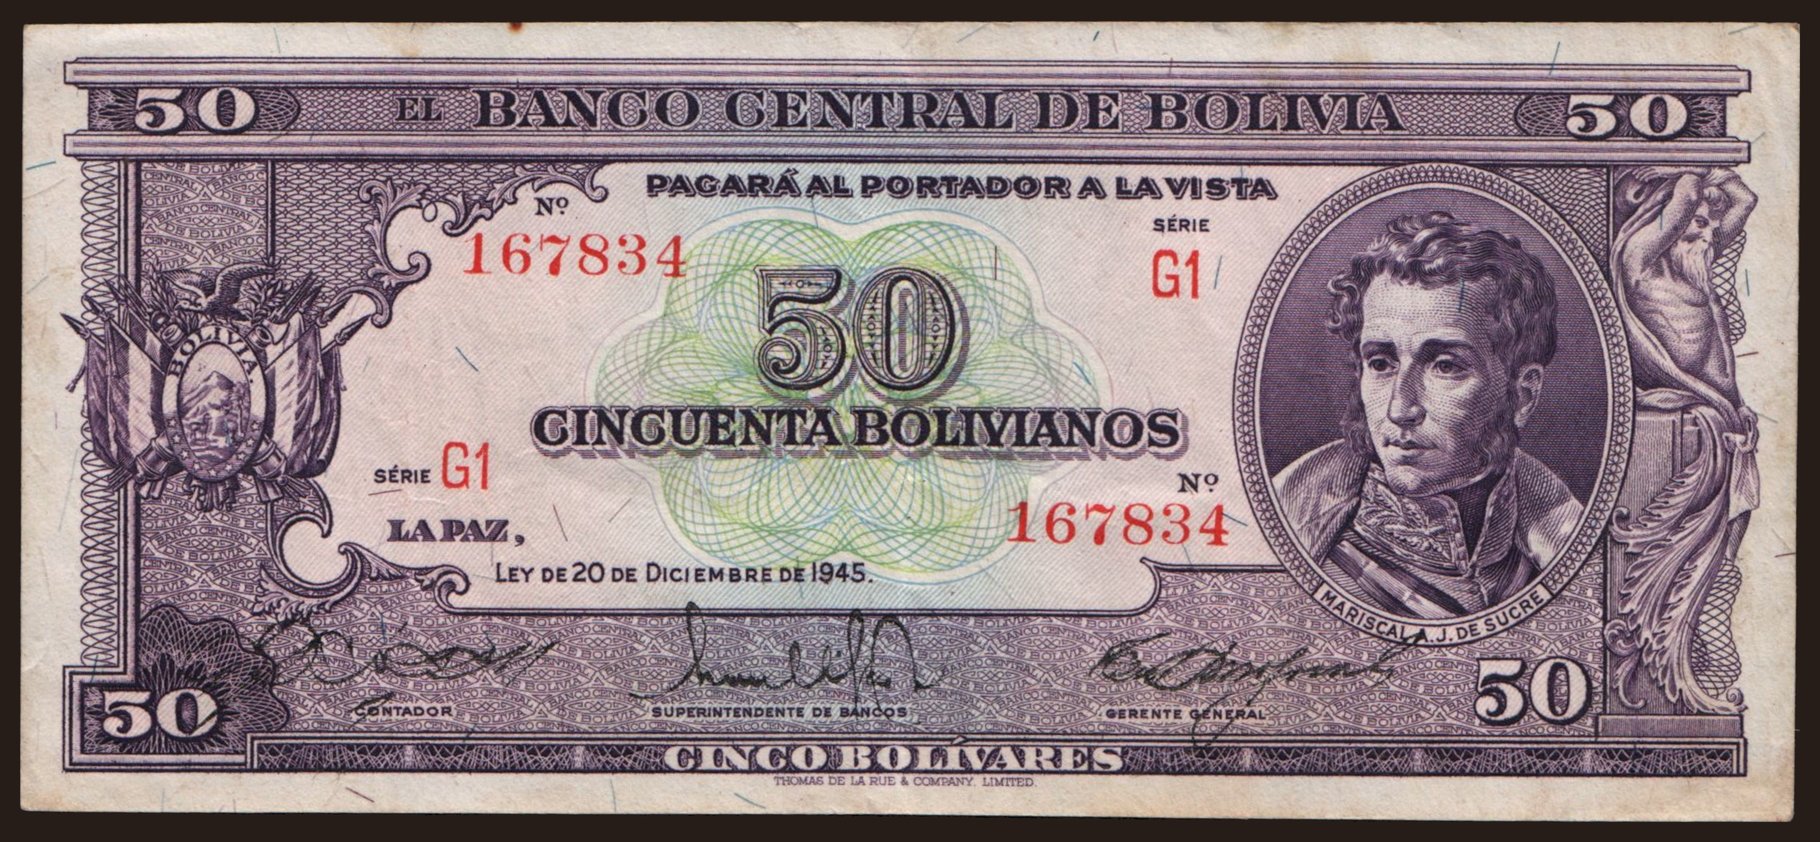 50 EL BANCO CENTRAL DE BOLIVIA 50
PAGARÁ AL PORTADOR A LA VISTA
Nº
167834
SÉRIE
G1
BOLIVIA
50
CINCUENTA BOLIVIANOS
SÉRIE G1
Nº
167834
LA PAZ,
LEY DE 20 DE DICIEMBRE DE 1945.
MARISCAL A. J. DE SUCRE
50
CONTADOR
SUPERINTENDENTE DE BANCOS
GERENTE GENERAL
50
CINCO BOLÍVARES
THOMAS DE LA RUE & COMPANY. LIMITED.